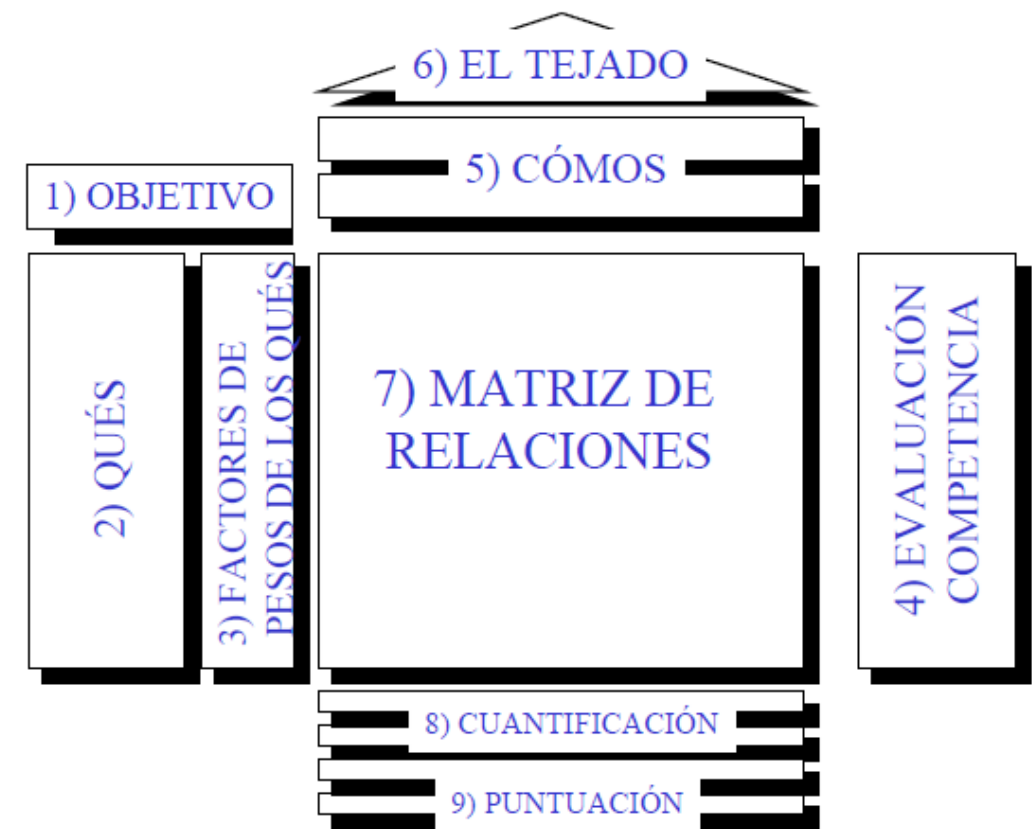 6) EL TEJADO
5) CÓMOS
1) OBJETIVO
2) QUÉS
3) FACTORES DE
PESOS DE LOS QUÉS
7) MATRIZ DE
RELACIONES
4) EVALUACIÓN
COMPETENCIA
8) CUANTIFICACIÓN
9) PUNTUACIÓN